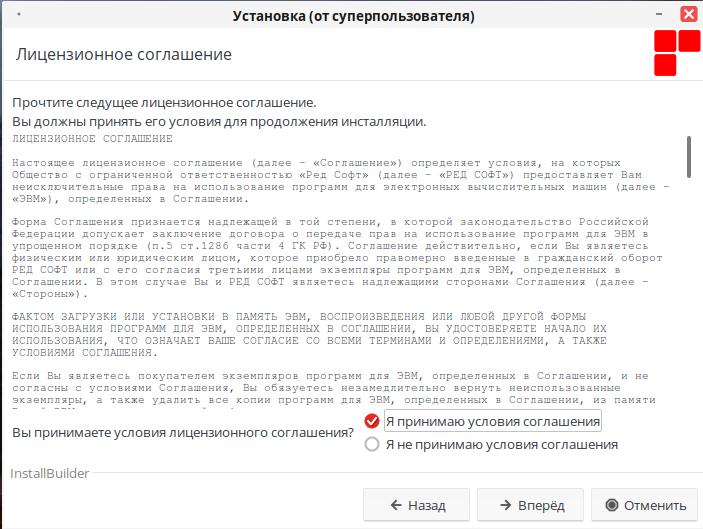 Установка (от суперпользователя)
Лицензионное соглашение
Прочтите следущее лицензионное соглашение.
Вы должны принять его условия для продолжения инсталляции.
ЛИЦЕНЗИОННОЕ СОГЛАШЕНИЕ
Настоящее лицензионное соглашение (далее – «Соглашение») определяет условия, на которых
Общество с ограниченной ответственностью «Ред Софт» (далее – «РЕД СОФТ») предоставляет Вам
неисключительные права на использование программ для электронных вычислительных машин (далее –
«ЭВМ»), определенных в Соглашении.
Форма Соглашения признается надлежащей в той степени, в которой законодательство Российской
Федерации допускает заключение договора о передаче прав на использование программ для ЭВМ в
упрощенном порядке (п.5 ст.1286 части 4 ГК РФ). Соглашение действительно, если Вы являетесь
физическим или юридическим лицом, которое приобрело правомерно введенные в гражданский оборот
РЕД СОФТ или с его согласия третьими лицами экземпляры программ для ЭВМ, определенных в
Соглашении. В этом случае Вы и РЕД СОФТ являетесь надлежащими сторонами Соглашения (далее –
«Стороны»).
ФАКТОМ ЗАГРУЗКИ ИЛИ УСТАНОВКИ В ПАМЯТЬ ЭВМ, ВОСПРОИЗВЕДЕНИЯ ИЛИ ЛЮБОЙ ДРУГОЙ ФОРМЫ
ИСПОЛЬЗОВАНИЯ ПРОГРАММ ДЛЯ ЭВМ, ОПРЕДЕЛЕННЫХ В СОГЛАШЕНИИ, ВЫ УДОСТОВЕРЯЕТЕ НАЧАЛО ИХ
ИСПОЛЬЗОВАНИЯ, ЧТО ОЗНАЧАЕТ ВАШЕ СОГЛАСИЕ СО ВСЕМИ ТЕРМИНАМИ И ОПРЕДЕЛЕНИЯМИ, А ТАКЖЕ
УСЛОВИЯМИ СОГЛАШЕНИЯ.
Если Вы являетесь покупателем экземпляров программ для ЭВМ, определенных в Соглашении, и не
согласны с условиями Соглашения, Вы обязуетесь незамедлительно вернуть неиспользованные
экземпляры, а также удалить все копии программ для ЭВМ, определенных в Соглашении, из памяти
Вы принимаете условия лицензионного соглашения?
Я принимаю условия соглашения
Я не принимаю условия соглашения
InstallBuilder
Назад
Вперёд
Отменить